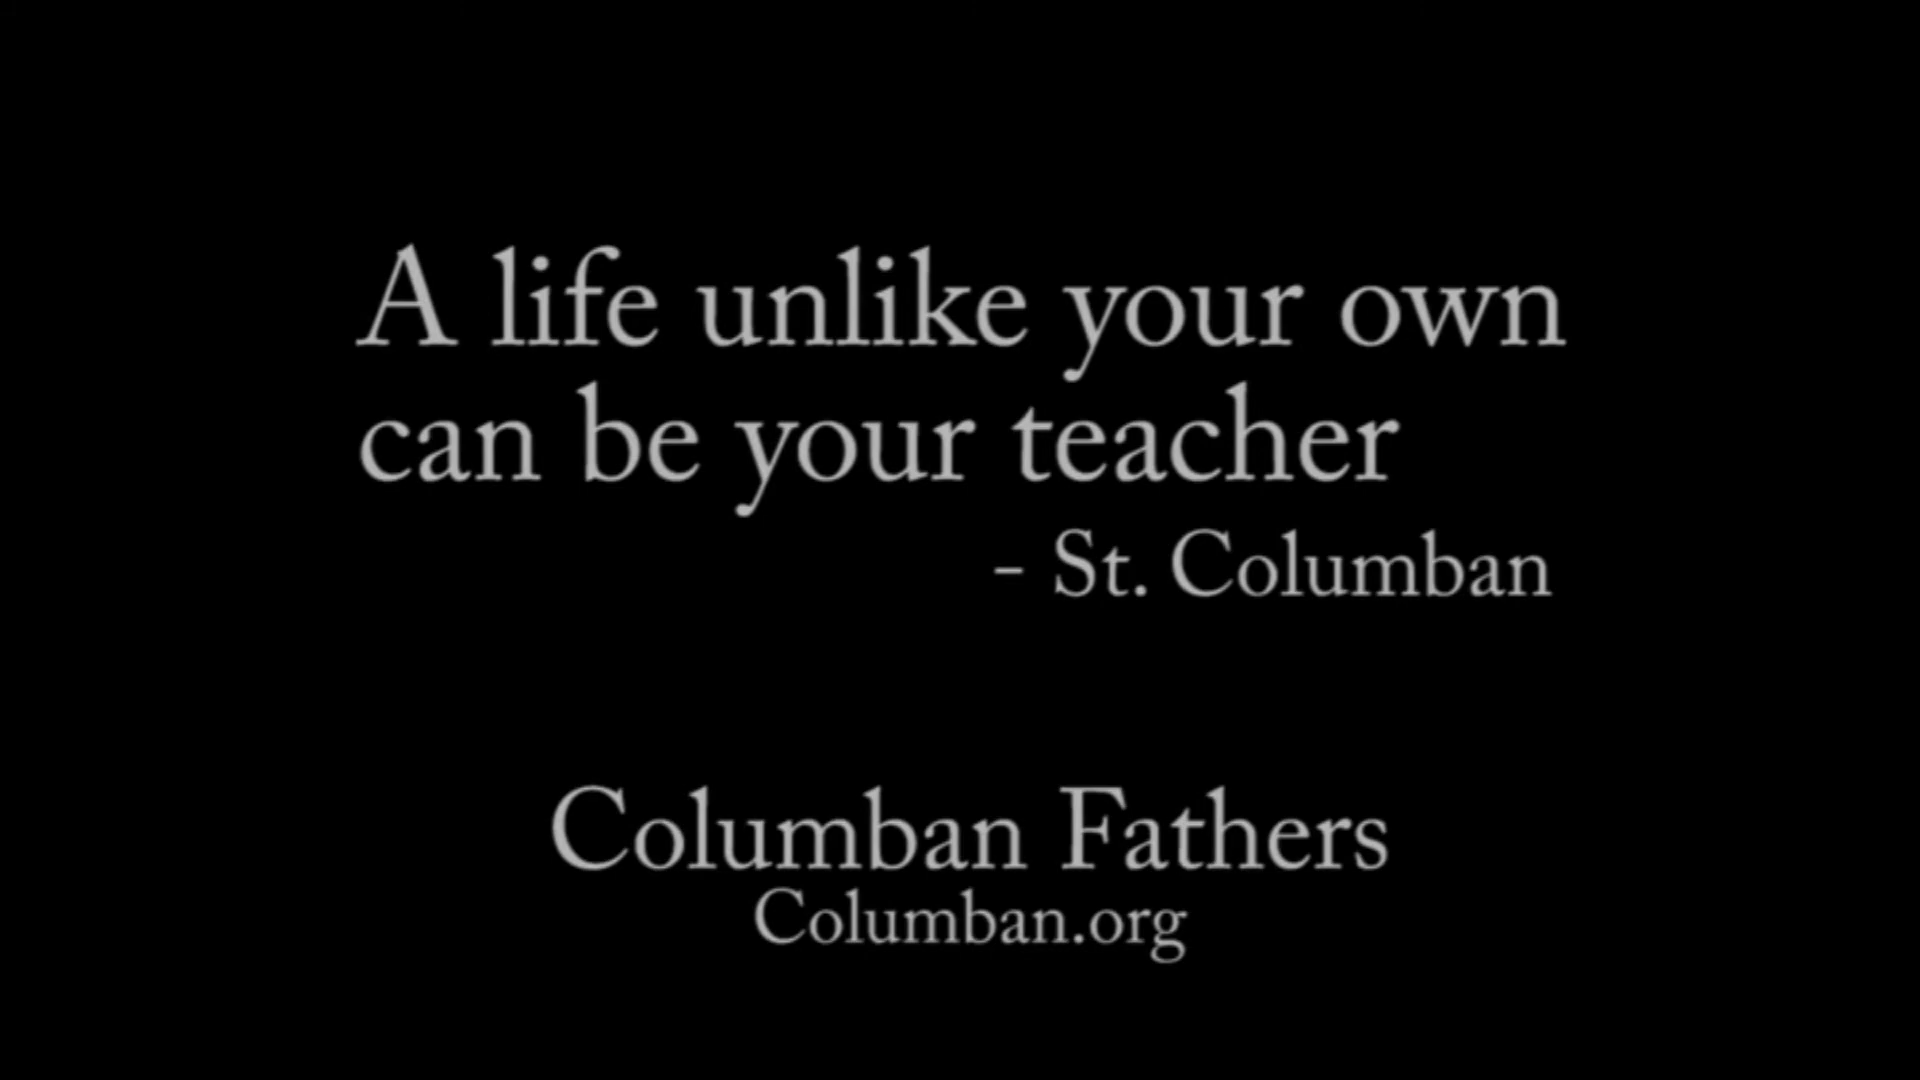 A life unlike your own
can be your teacher
- St. Columban
Columban Fathers
Columban.org